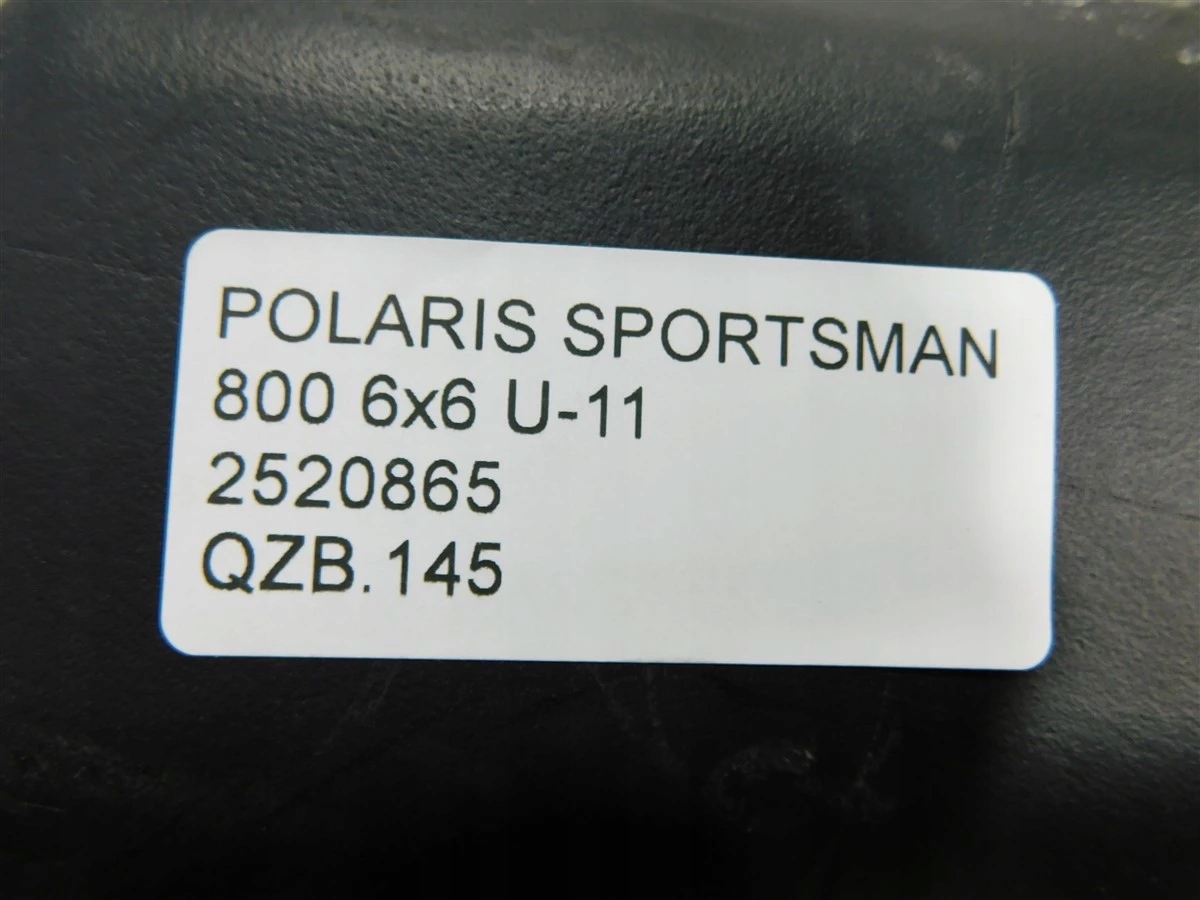 POLARIS SPORTSMAN
800 6x6 U-11
2520865
QZB.145